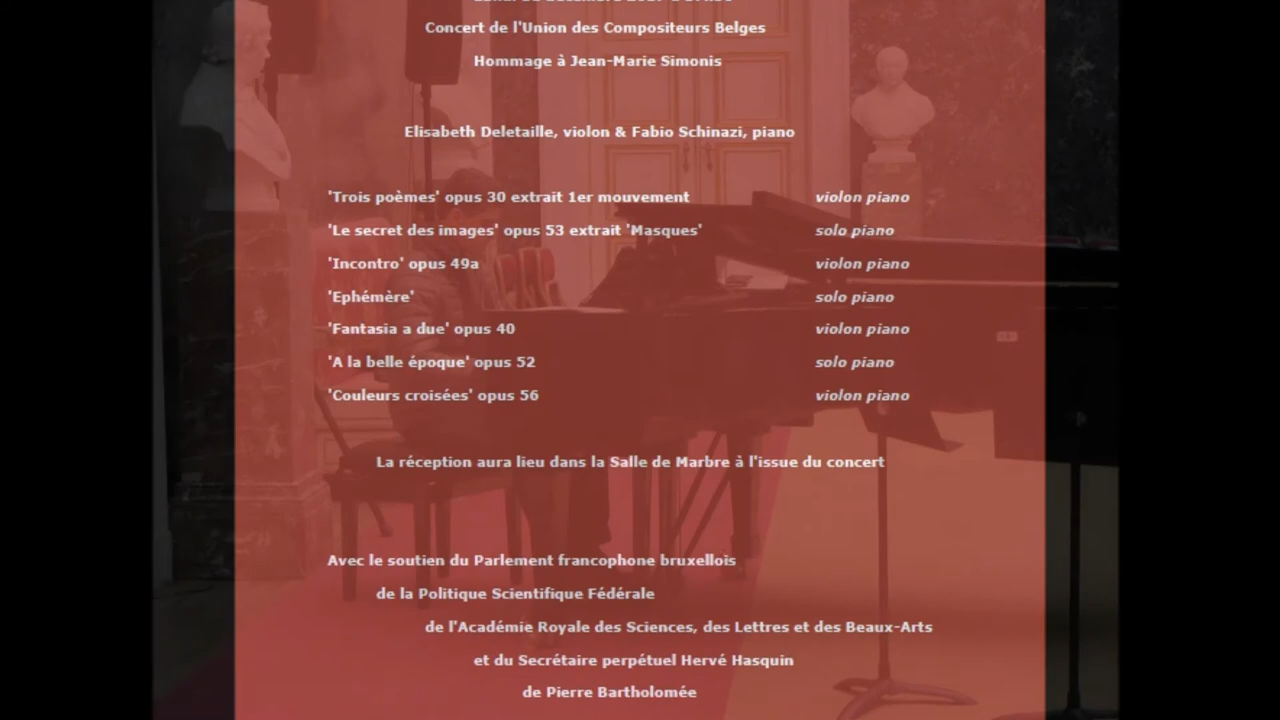 Concert de l'Union des Compositeurs Belges
Hommage à Jean-Marie Simonis
Elisabeth Deletaille, violon & Fabio Schinazi, piano
'Trois poèmes' opus 30 extrait 1er mouvement violon piano
'Le secret des images' opus 53 extrait 'Masques' solo piano
'Incontro' opus 49a violon piano
'Ephémère' solo piano
'Fantasia a due' opus 40 violon piano
'A la belle époque' opus 52 solo piano
'Couleurs croisées' opus 56 violon piano
La réception aura lieu dans la Salle de Marbre à l'issue du concert
Avec le soutien du Parlement francophone bruxellois
de la Politique Scientifique Fédérale
de l'Académie Royale des Sciences, des Lettres et des Beaux-Arts
et du Secrétaire perpétuel Hervé Hasquin
de Pierre Bartholomée